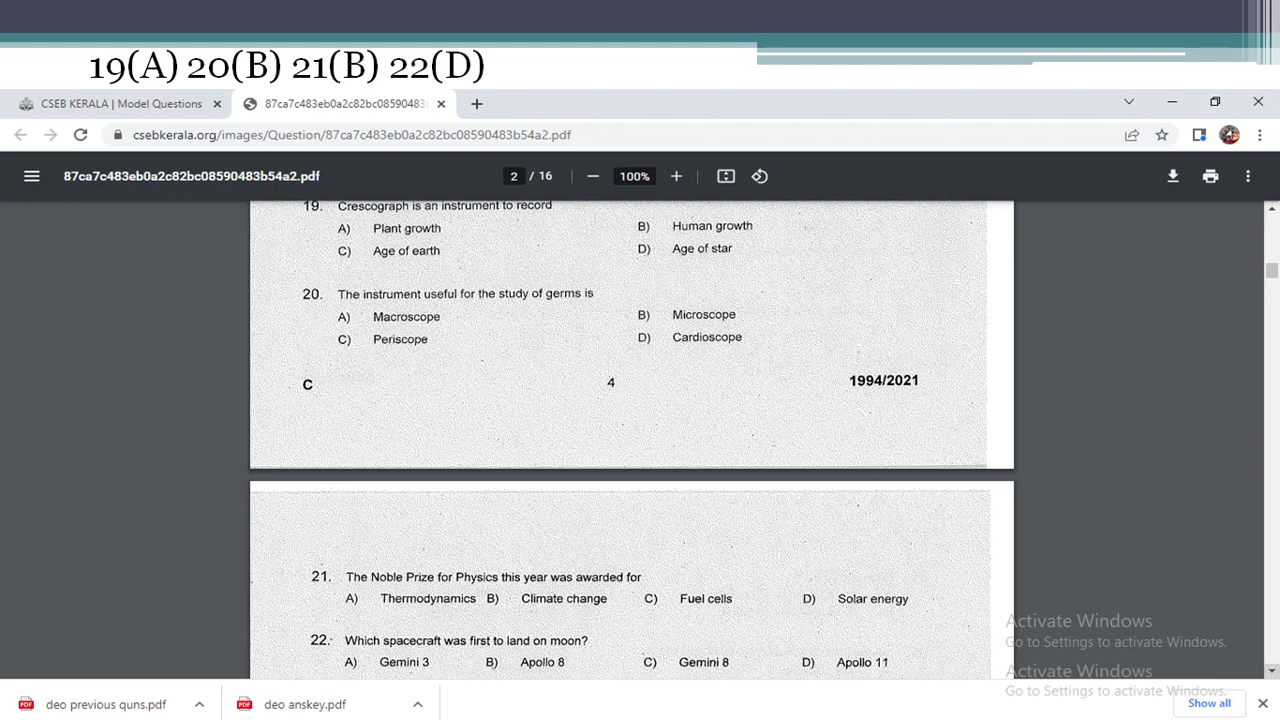 19(A) 20(B) 21(B) 22(D)
CSEB KERALA | Model Questions
87ca7c483eb0a2c82bc08590483
csebkerala.org/images/Question/87ca7c483eb0a2c82bc08590483b54a2.pdf
87ca7c483eb0a2c82bc08590483b54a2.pdf 2 / 16 100%
19. Crescograph is an instrument to record
A) Plant growth B) Human growth
C) Age of earth D) Age of star
20. The instrument useful for the study of germs is
A) Macroscope B) Microscope
C) Periscope D) Cardioscope
C 4 1994/2021
21. The Noble Prize for Physics this year was awarded for
A) Thermodynamics B) Climate change C) Fuel cells D) Solar energy
22. Which spacecraft was first to land on moon?
A) Gemini 3 B) Apollo 8 C) Gemini 8 D) Apollo 11
Activate Windows
Go to Settings to activate Windows.
Activate Windows
Go to Settings to activate Windows.
PDF deo previous quns.pdf PDF deo anskey.pdf Show all